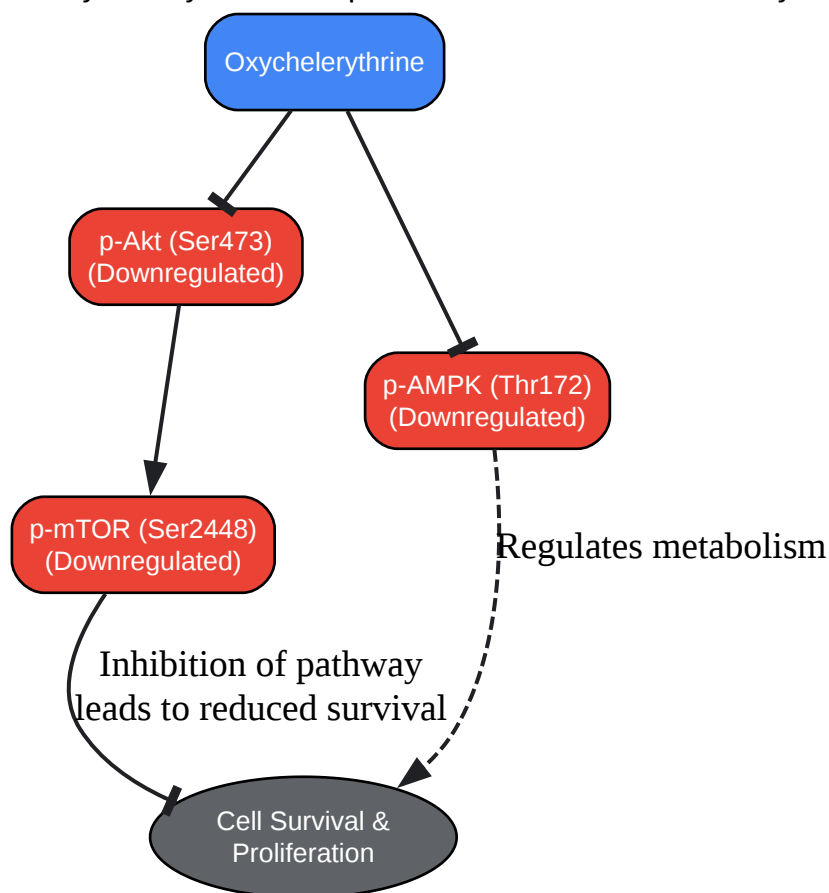 Oxychelerythrine
p-Akt (Ser473)
(Downregulated)
p-AMPK (Thr172)
(Downregulated)
p-mTOR (Ser2448)
(Downregulated)
Regulates metabolism
Inhibition of pathway
leads to reduced survival
Cell Survival &
Proliferation